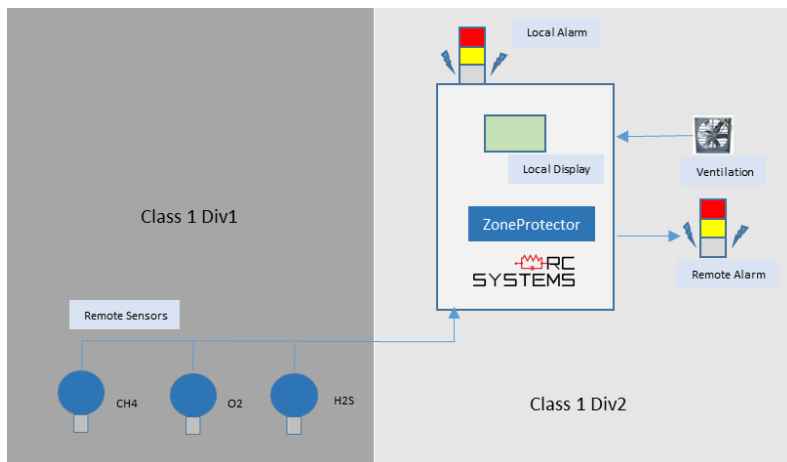 Local Alarm
Local Display
Ventilation
ZoneProtector
RC
SYSTEMS
Remote Alarm
Class 1 Div1
Remote Sensors
CH4
O2
H2S
Class 1 Div2